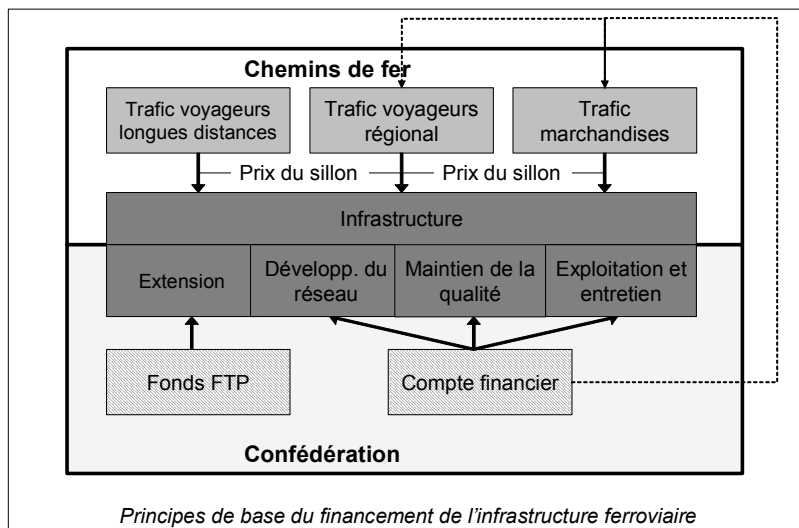 Chemins de fer
Trafic voyageurs
longues distances
Trafic voyageurs
régional
Trafic
marchandises
Prix du sillon
Prix du sillon
Infrastructure
Extension
Développ. du
réseau
Maintien de la
qualité
Exploitation et
entretien
Fonds FTP
Compte financier
Confédération
Principes de base du financement de l'infrastructure ferroviaire